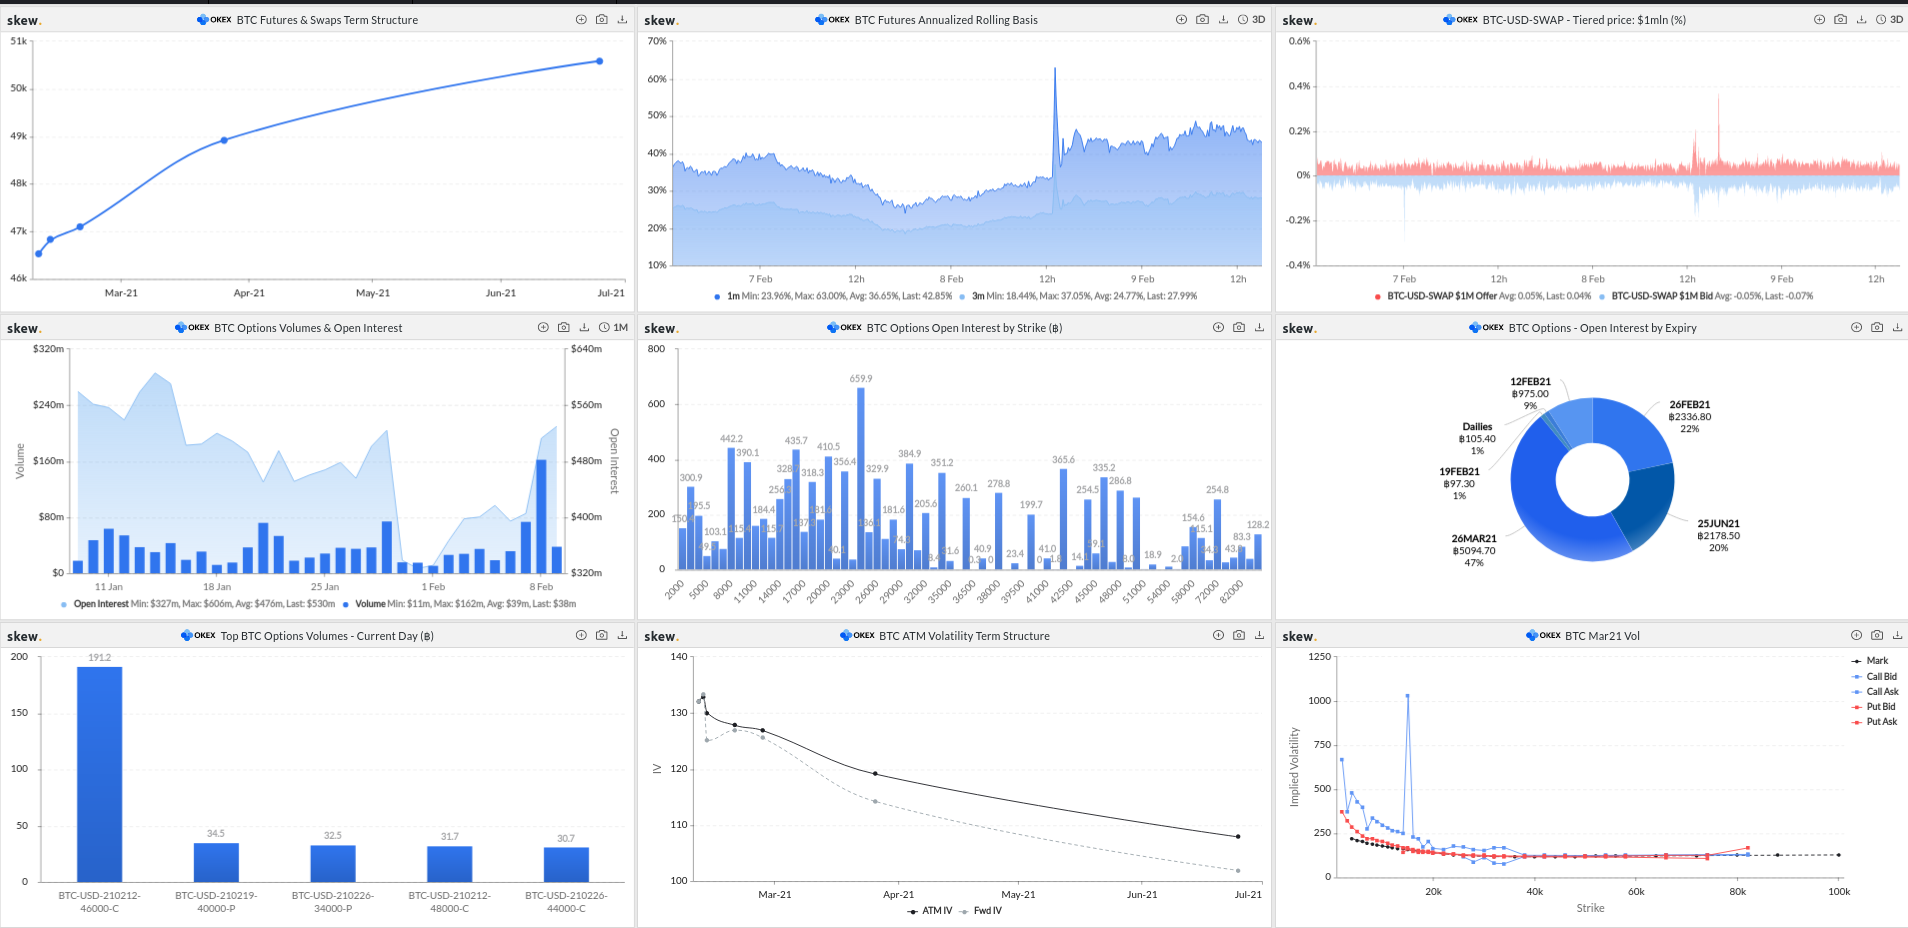 skew. OKEX BTC Futures & Swaps Term Structure
51k
50k
49k
48k
47k
46k
Mar-21 Apr-21 May-21 Jun-21 Jul-21
skew. OKEX BTC Futures Annualized Rolling Basis 3D
70%
60%
50%
40%
30%
20%
10%
7 Feb 12h 8 Feb 12h 9 Feb 12h
1m Min: 23.96%, Max: 63.00%, Avg: 36.65%, Last: 42.85% 3m Min: 18.44%, Max: 37.05%, Avg: 24.77%, Last: 27.99%
skew. OKEX BTC-USD-SWAP - Tiered price: $1mln (%) 3D
0.6%
0.4%
0.2%
0%
-0.2%
-0.4%
7 Feb 12h 8 Feb 12h 9 Feb 12h
BTC-USD-SWAP $1M Offer Avg: 0.05%, Last: 0.04% BTC-USD-SWAP $1M Bid Avg: -0.05%, Last: -0.07%
skew. OKEX BTC Options Volumes & Open Interest 1M
$320m $640m
$240m $560m
$160m $480m
$80m $400m
$0 $320m
Volume
Open Interest
11 Jan 18 Jan 25 Jan 1 Feb 8 Feb
Open Interest Min: $327m, Max: $606m, Avg: $476m, Last: $530m Volume Min: $11m, Max: $162m, Avg: $39m, Last: $38m
skew. OKEX BTC Options Open Interest by Strike (฿)
800
600
400
200
0
300.9 195.5 103.1 442.2 390.1 184.4 435.7 318.3 410.5 356.4 659.9 329.9 181.6 384.9 205.6 351.2 260.1 40.9 278.8 23.4 199.7 41.0 365.6 254.5 335.2 286.8 18.9 154.6 254.8 83.3 128.2
2000 5000 8000 11000 14000 17000 20000 23000 26000 29000 32000 35000 36500 38000 39500 41000 42500 45000 48000 51000 54000 58000 72000 82000
skew. OKEX BTC Options - Open Interest by Expiry
12FEB21
฿975.00
9%
Dailies
฿105.40
1%
19FEB21
฿97.30
1%
26MAR21
฿5094.70
47%
26FEB21
฿2336.80
22%
25JUN21
฿2178.50
20%
skew. OKEX Top BTC Options Volumes - Current Day (฿)
200
150
100
50
0
191.2 34.5 32.5 31.7 30.7
BTC-USD-210212-46000-C
BTC-USD-210219-40000-P
BTC-USD-210226-34000-P
BTC-USD-210212-48000-C
BTC-USD-210226-44000-C
skew. OKEX BTC ATM Volatility Term Structure
140
130
120
110
100
IV
Mar-21 Apr-21 May-21 Jun-21 Jul-21
ATM IV Fwd IV
skew. OKEX BTC Mar21 Vol
1250
1000
750
500
250
0
Implied Volatility
20k 40k 60k 80k 100k
Strike
Mark
Call Bid
Call Ask
Put Bid
Put Ask